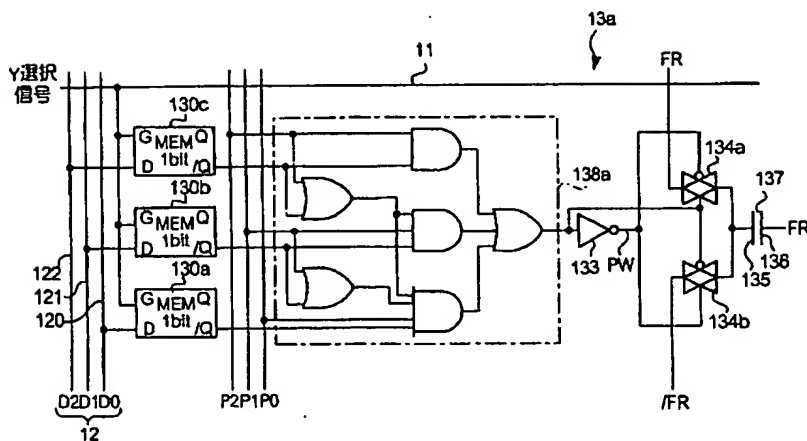 13a
11
FR
Y選択
信号
130c
G MEM Q
1bit
D /Q
134a
138a
137
130b
G MEM Q
1bit
D /Q
FR
133
PW
136
135
122
121
120
130a
G MEM Q
1bit
D /Q
134b
D2D1D0
P2P1P0
/FR
12